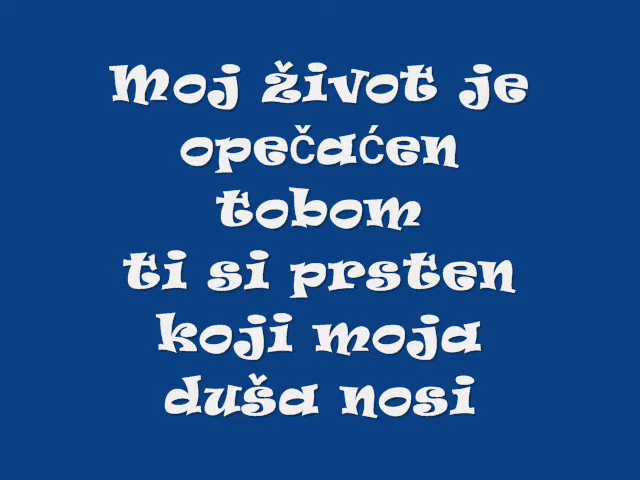 Moj život je
opečaćen
tobom
ti si prsten
koji moja
duša nosi